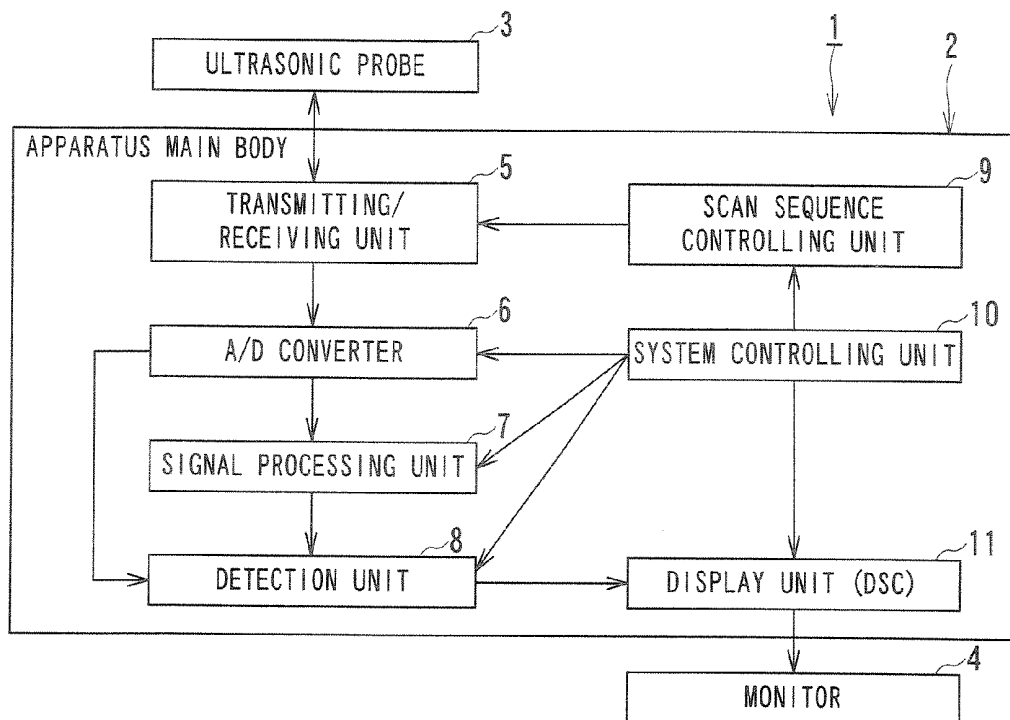 3
ULTRASONIC PROBE
1
2
APPARATUS MAIN BODY
5
TRANSMITTING/
RECEIVING UNIT
9
SCAN SEQUENCE
CONTROLLING UNIT
6
A/D CONVERTER
10
SYSTEM CONTROLLING UNIT
7
SIGNAL PROCESSING UNIT
8
DETECTION UNIT
11
DISPLAY UNIT (DSC)
4
MONITOR